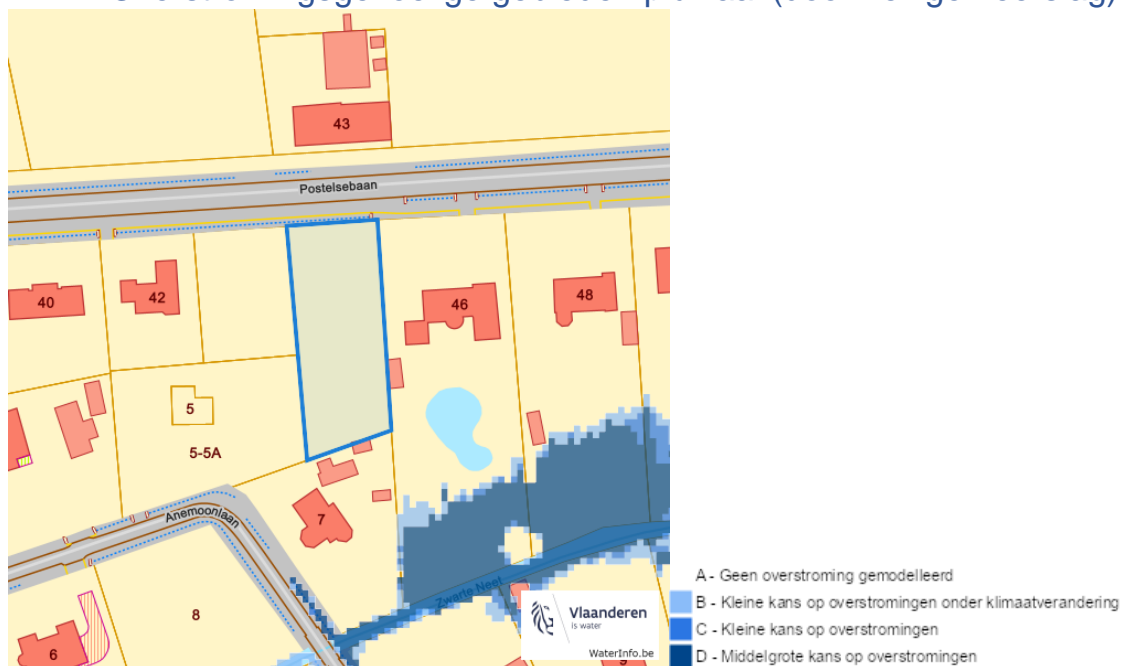 43
Postelsebaan
40
42
46
48
5
5-5A
Anemoonlaan
7
8
6
Zwarte Neet
9
Vlaanderen
is water
WaterInfo.be
A - Geen overstroming gemodelleerd
B - Kleine kans op overstromingen onder klimaatverandering
C - Kleine kans op overstromingen
D - Middelgrote kans op overstromingen